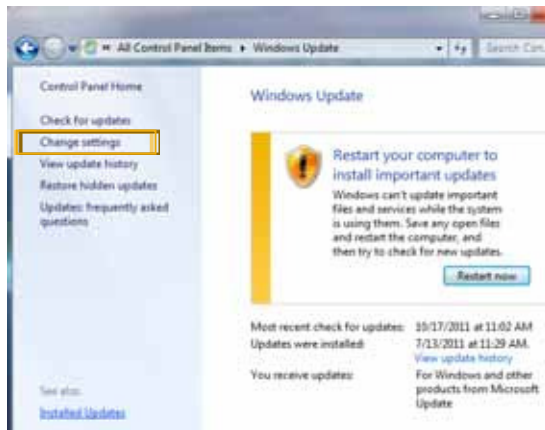 All Control Panel Items ▸ Windows Update
Search Con
Control Panel Home
Check for updates
Change settings
View update history
Restore hidden updates
Updates: frequently asked
questions
See also
Installed Updates
Windows Update
Restart your computer to
install important updates
Windows can't update important
files and services while the system
is using them. Save any open files
and restart the computer, and
then try to check for new updates.
Restart now
Most recent check for updates: 10/17/2011 at 11:02 AM
Updates were installed: 7/13/2011 at 11:29 AM.
View update history
You receive updates: For Windows and other
products from Microsoft
Update